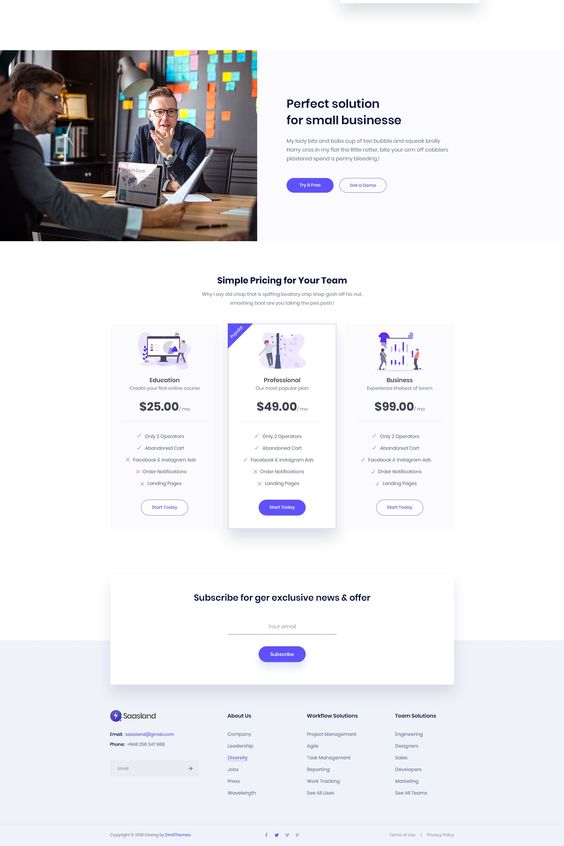 Perfect solution
for small businesse
My lady bits and bobs cup of tea bubble and squeak brolly
Harry cras in my flat the little rotter, bite your arm off cobblers
plastered spend a penny bleeding!
Try it Free
Get a Demo
Simple Pricing for Your Team
Why I say old chap that is spiffing lavatory chip shop gosh off his nut,
smashing boot are you taking the piss posh!
Popular
Education
Create your first online course
$25.00/ mo
Only 2 Operators
Abandoned Cart
Facebook & Instagram Ads
Order Notifications
Landing Pages
Start Today
Professional
Our most popular plan
$49.00/ mo
Only 2 Operators
Abandoned Cart
Facebook & Instagram Ads
Order Notifications
Landing Pages
Start Today
Business
Experience thebest of lorem
$99.00/ mo
Only 2 Operators
Abandoned Cart
Facebook & Instagram Ads
Order Notifications
Landing Pages
Start Today
Subscribe for ger exclusive news & offer
Your email
Subscribe
Saasland
Email: saasland@gmail.com
Phone: +948 256 347 968
Email
About Us
Company
Leadership
Diversity
Jobs
Press
Wavelength
Workflow Solutions
Project Management
Agile
Task Management
Reporting
Work Tracking
See All Uses
Team Solutions
Engineering
Designers
Sales
Developers
Marketing
See All Teams
Copyright © 2018 Desing by DroitThemes
Terms of Use | Privacy Policy